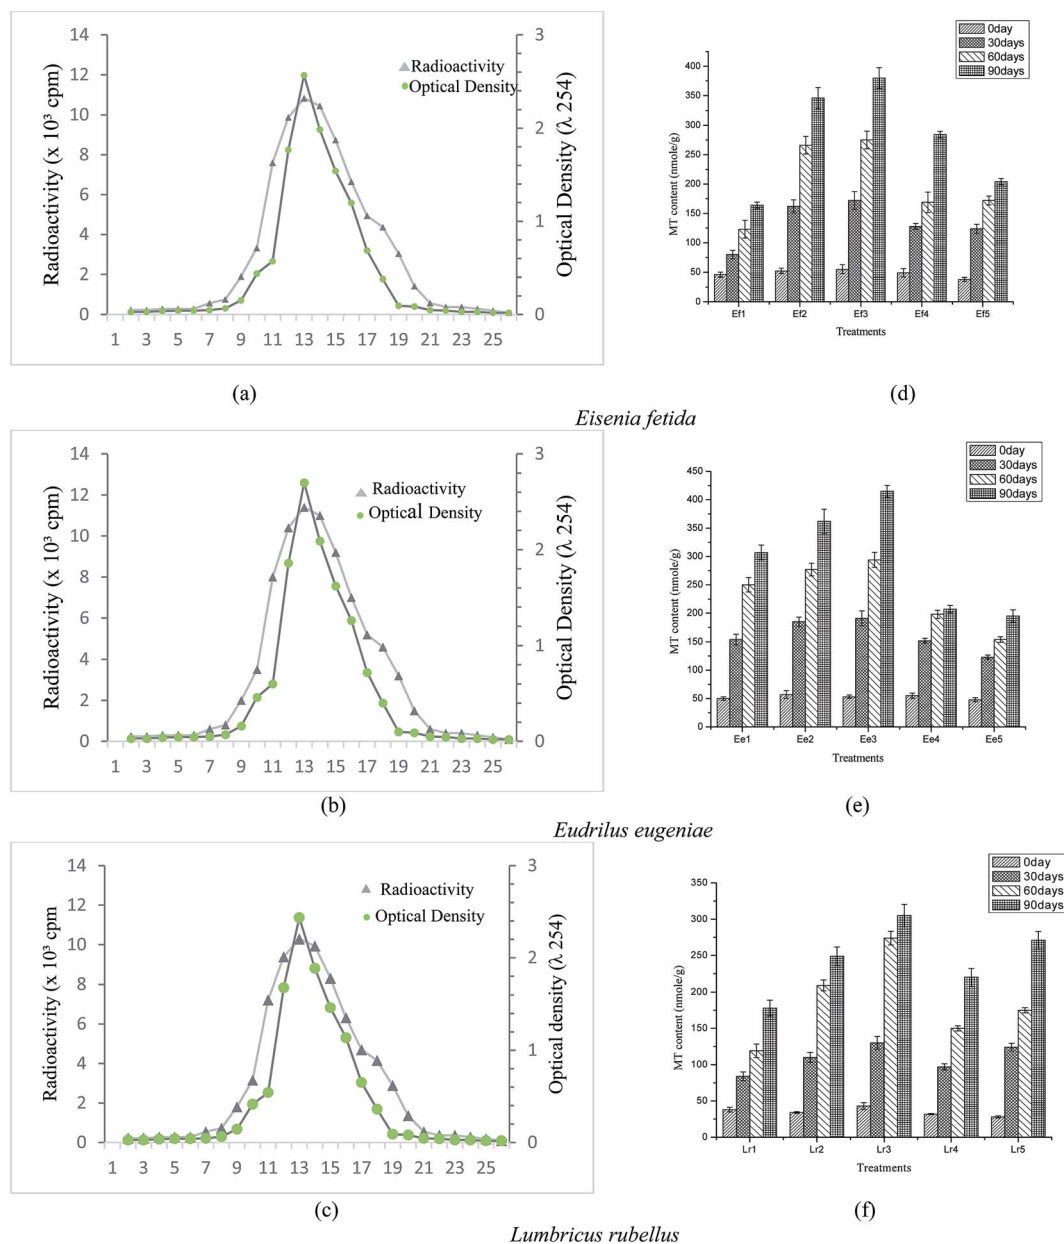 14
12
10
8
6
4
2
0
Radioactivity (x 10³ cpm)
3
2
1
0
Optical Density (λ 254)
Radioactivity
Optical Density
1 3 5 7 9 11 13 15 17 19 21 23 25
(a)
0day
30days
60days
90days
400
350
300
250
200
150
100
50
0
MT content (nmole/g)
Ef1 Ef2 Ef3 Ef4 Ef5
Treatments
(d)
Eisenia fetida
14
12
10
8
6
4
2
0
Radioactivity (x 10³ cpm)
3
2
1
0
Optical Density (λ 254)
Radioactivity
Optical Density
1 3 5 7 9 11 13 15 17 19 21 23 25
(b)
0day
30days
60days
90days
450
400
350
300
250
200
150
100
50
0
MT content (nmole/g)
Ee1 Ee2 Ee3 Ee4 Ee5
Treatments
(e)
Eudrilus eugeniae
14
12
10
8
6
4
2
0
Radioactivity (x 10³ cpm
3
2
1
0
Optical density (λ 254)
Radioactivity
Optical Density
1 3 5 7 9 11 13 15 17 19 21 23 25
(c)
0day
30days
60days
90days
350
300
250
200
150
100
50
0
MT content (nmole/g)
Lr1 Lr2 Lr3 Lr4 Lr5
Treatments
(f)
Lumbricus rubellus